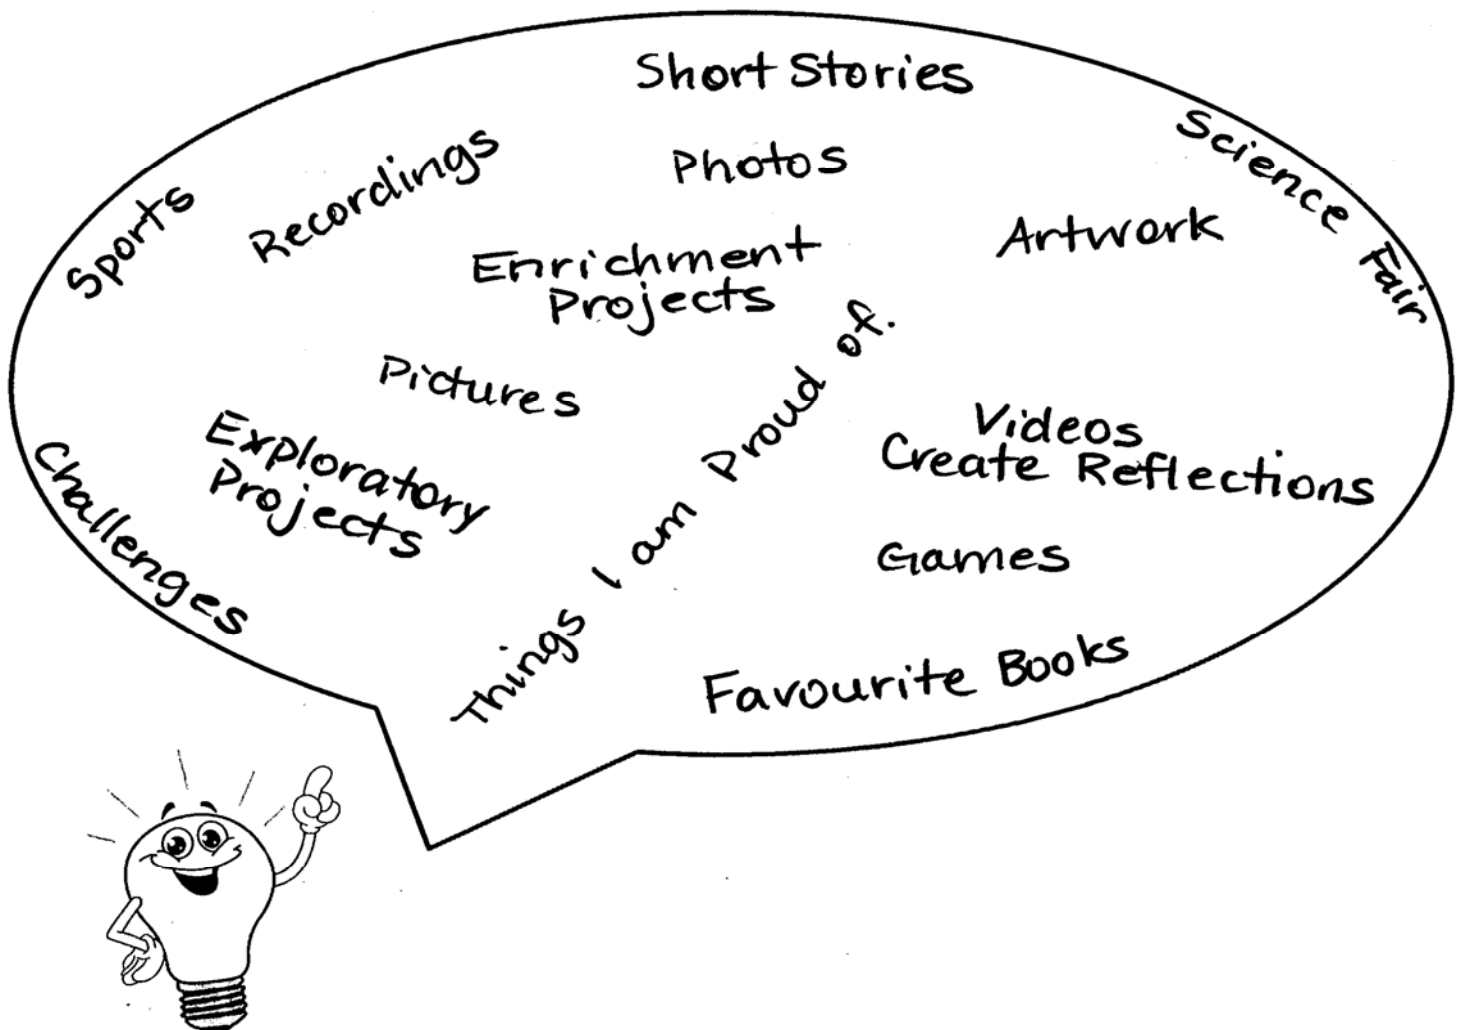 Short Stories
Science Fair
Photos
Recordings
Sports
Artwork
Enrichment
Projects
Pictures
Things I am Proud of.
Videos
Create Reflections
Exploratory
Projects
Challenges
Games
Favourite Books